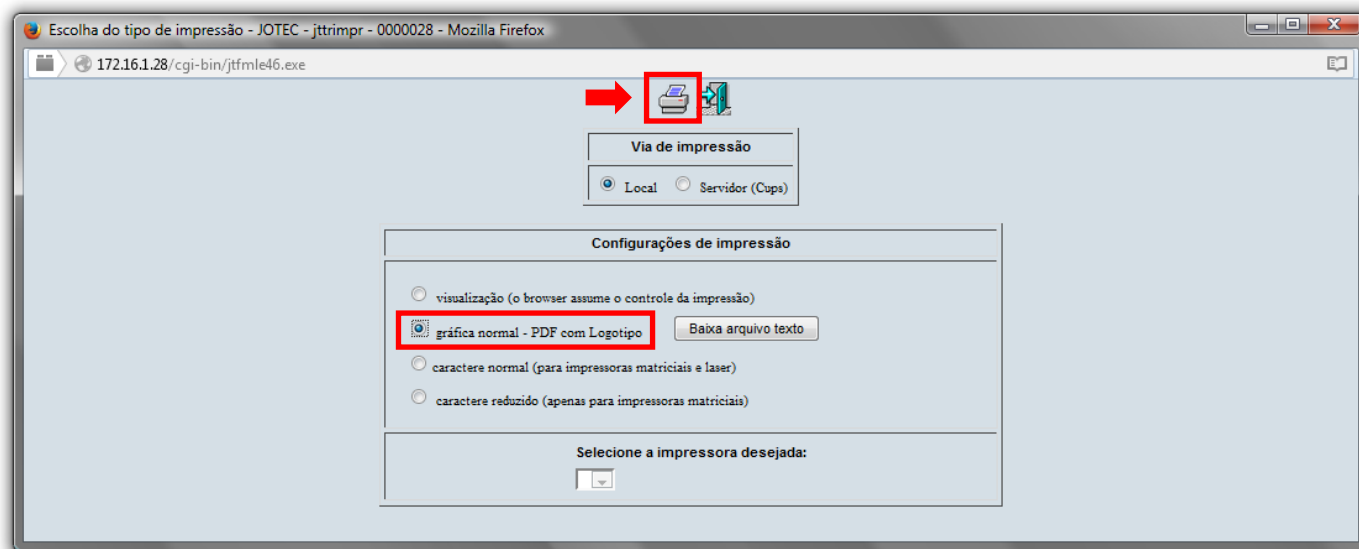 Escolha do tipo de impressão - JOTEC - jttrimpr - 0000028 - Mozilla Firefox
172.16.1.28/cgi-bin/jtfmle46.exe
Via de impressão
Local Servidor (Cups)
Configurações de impressão
visualização (o browser assume o controle da impressão)
gráfica normal - PDF com Logotipo Baixa arquivo texto
caractere normal (para impressoras matriciais e laser)
caractere reduzido (apenas para impressoras matriciais)
Selecione a impressora desejada: